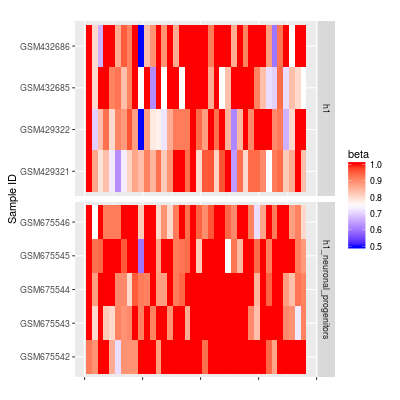 GSM432686
GSM432685
GSM429322
GSM429321
h1
GSM675546
GSM675545
GSM675544
GSM675543
GSM675542
h1_neuronal_progenitors
Sample ID
beta
1.0
0.9
0.8
0.7
0.6
0.5